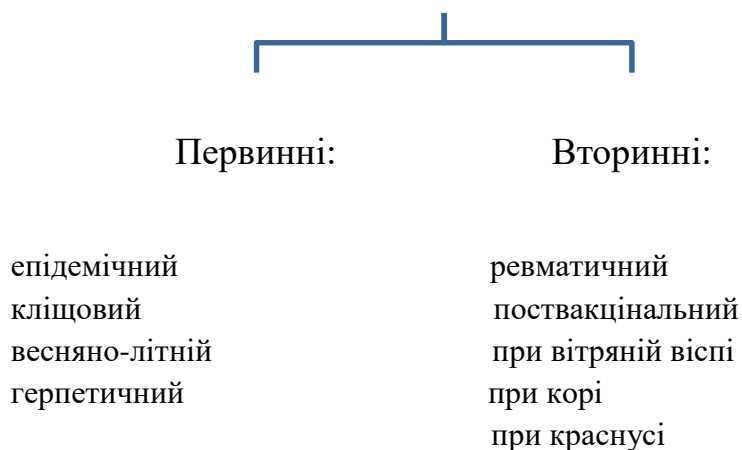 Первинні:
Вторинні:
епідемічний
кліщовий
весняно-літній
герпетичний
ревматичний
поствакцінальний
при вітряній віспі
при корі
при краснусі